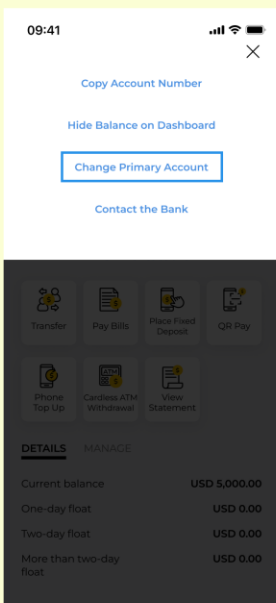 09:41
Copy Account Number
Hide Balance on Dashboard
Change Primary Account
Contact the Bank
Transfer
Pay Bills
Place Fixed
Deposit
QR Pay
Phone
Top Up
Cardless ATM
Withdrawal
View
Statement
DETAILS MANAGE
Current balance USD 5,000.00
One-day float USD 0.00
Two-day float USD 0.00
More than two-day USD 0.00
float